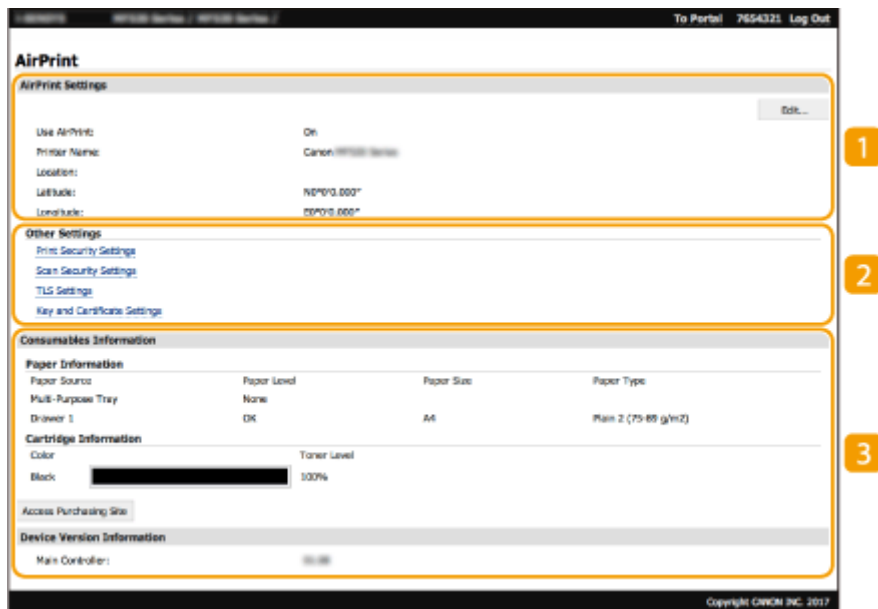 To Portal 7654321 Log Out
AirPrint
AirPrint Settings
Edit...
Use AirPrint: On
Printer Name: Canon
Location:
Latitude: N0°0'0.000"
Longitude: E0°0'0.000"
1
Other Settings
Print Security Settings
Scan Security Settings
TLS Settings
Key and Certificate Settings
2
Consumables Information
Paper Information
Paper Source Paper Level Paper Size Paper Type
Multi-Purpose Tray None
Drawer 1 OK A4 Plain 2 (75-89 g/m2)
Cartridge Information
Color Toner Level
Black 100%
3
Access Purchasing Site
Device Version Information
Main Controller:
Copyright CANON INC. 2017